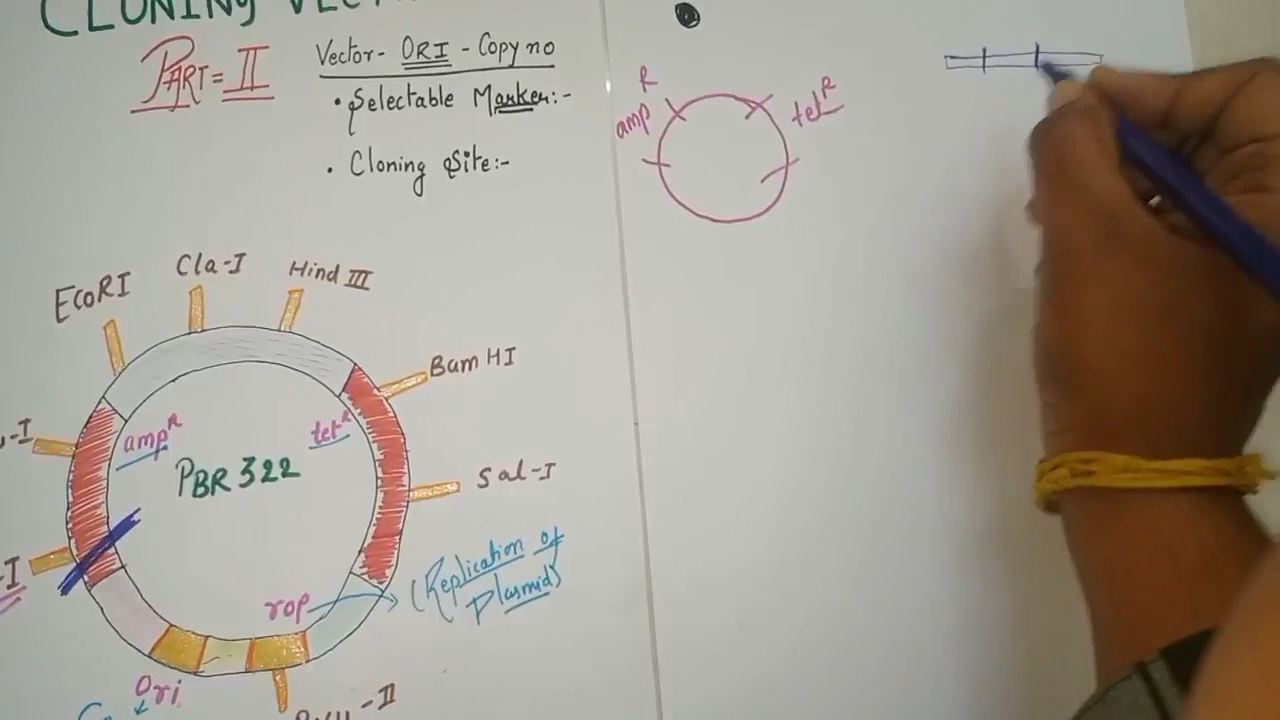 CLONING
PART= II
Vector- ORI - Copy no
• Selectable Marker:-
• Cloning Site:-
amp R
tet R
EcoRI
Cla-I
Hind III
Bam HI
Sal-I
amp R
tet R
PBR 322
rop
(Replication of
plasmid)
Ori
-I
-I
-II